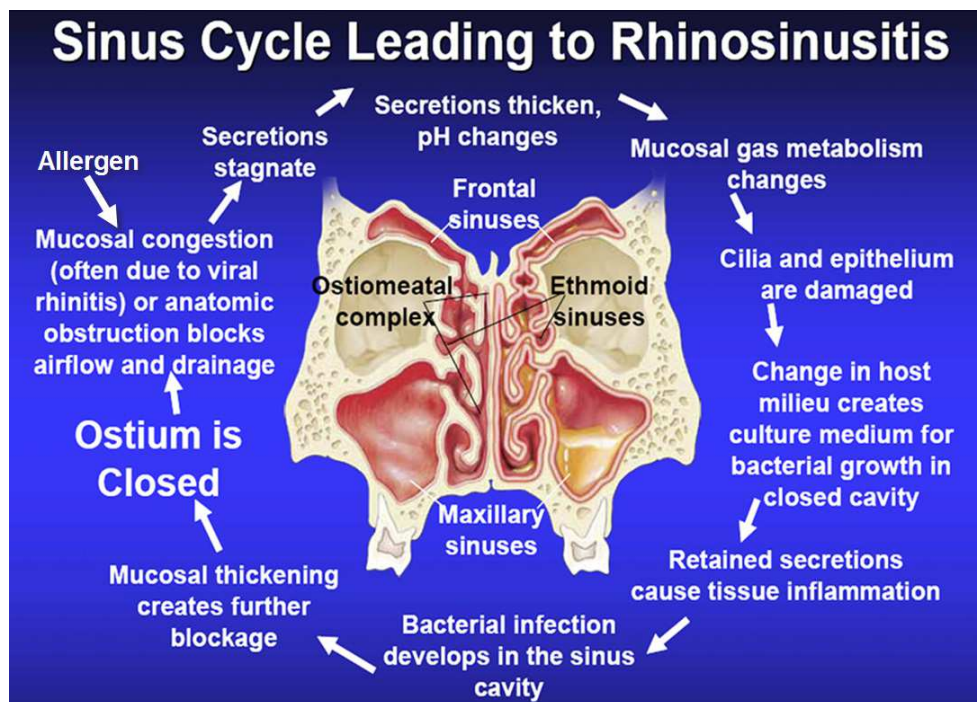 Sinus Cycle Leading to Rhinosinusitis
Allergen
Mucosal congestion
(often due to viral
rhinitis) or anatomic
obstruction blocks
airflow and drainage
Secretions
stagnate
Secretions thicken,
pH changes
Mucosal gas metabolism
changes
Cilia and epithelium
are damaged
Change in host
milieu creates
culture medium for
bacterial growth in
closed cavity
Retained secretions
cause tissue inflammation
Bacterial infection
develops in the sinus
cavity
Mucosal thickening
creates further
blockage
Ostium is
Closed
Frontal
sinuses
Ostiomeatal
complex
Ethmoid
sinuses
Maxillary
sinuses